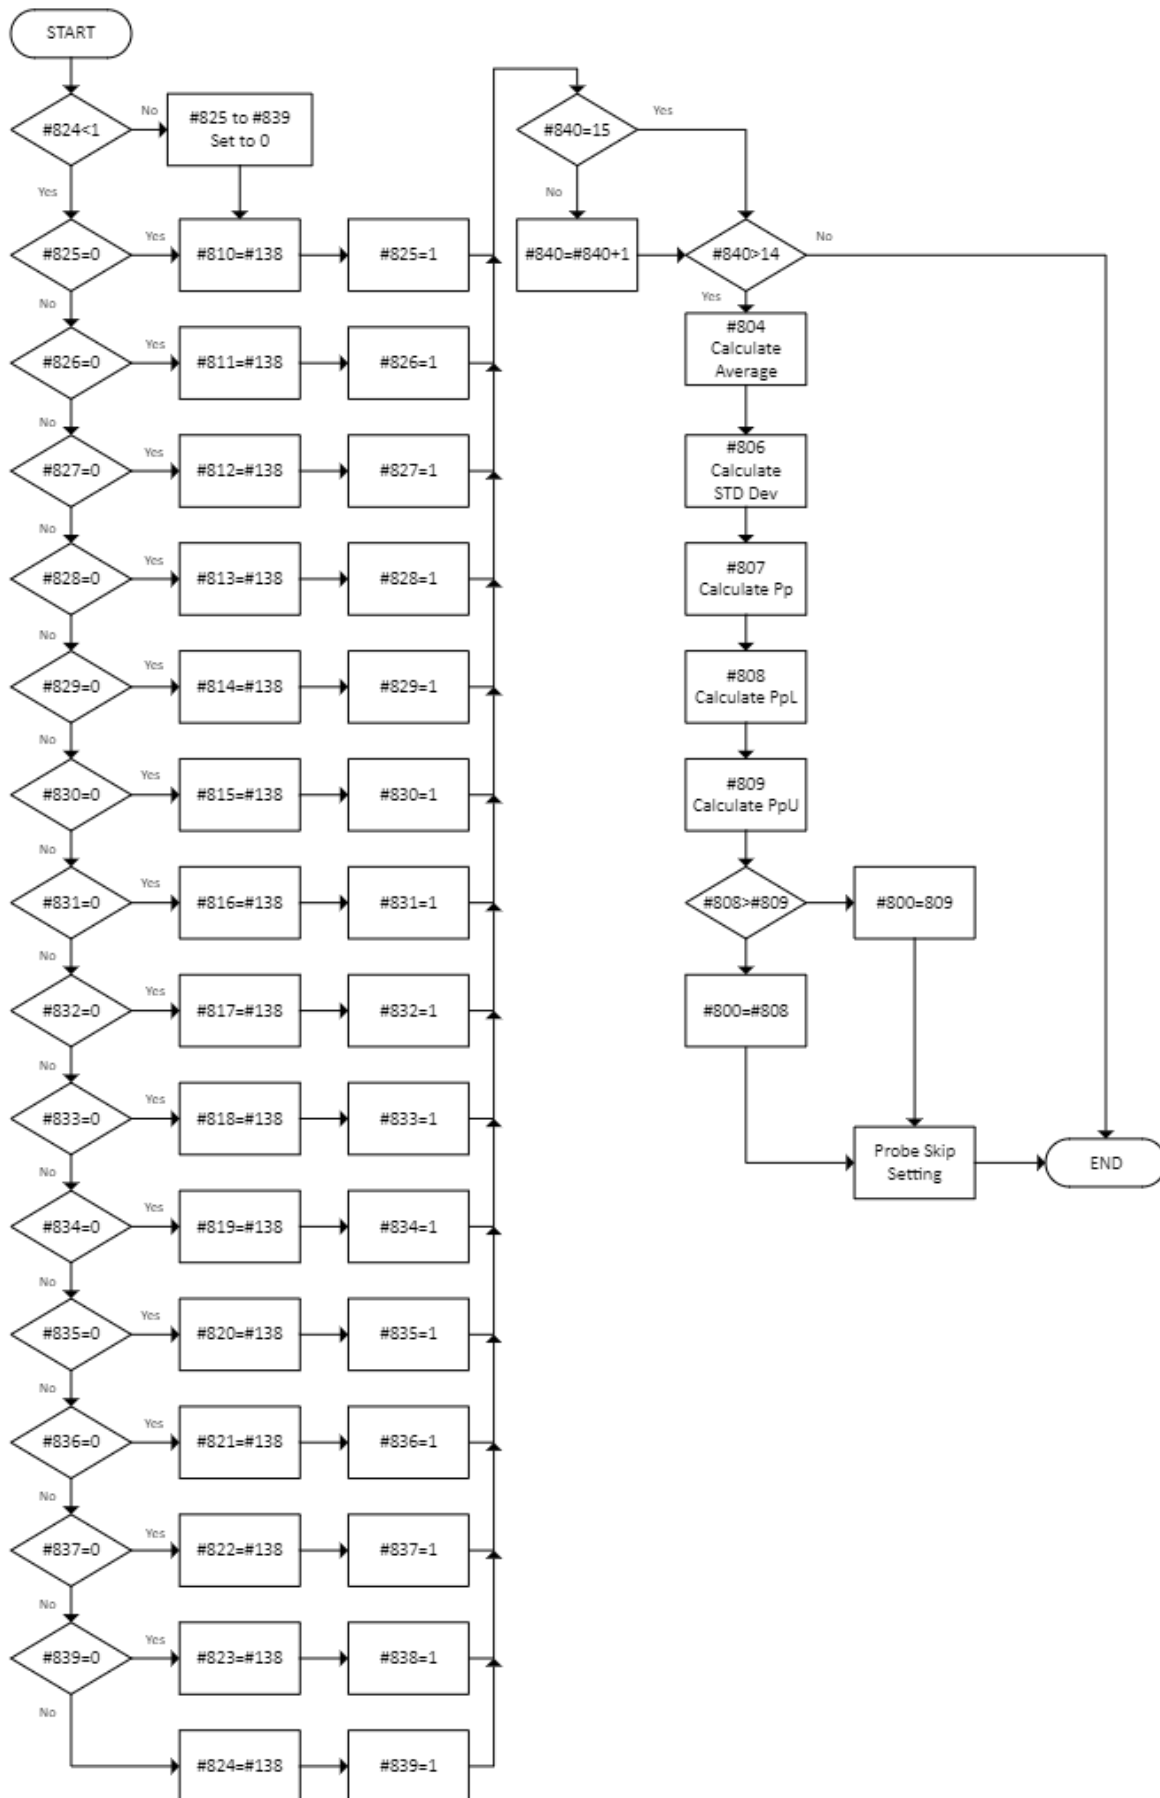 START
#824<1
No
#825 to #839
Set to 0
Yes
#825=0
Yes
#810=#138
#825=1
No
#826=0
Yes
#811=#138
#826=1
No
#827=0
Yes
#812=#138
#827=1
No
#828=0
Yes
#813=#138
#828=1
No
#829=0
Yes
#814=#138
#829=1
No
#830=0
Yes
#815=#138
#830=1
No
#831=0
Yes
#816=#138
#831=1
No
#832=0
Yes
#817=#138
#832=1
No
#833=0
Yes
#818=#138
#833=1
No
#834=0
Yes
#819=#138
#834=1
No
#835=0
Yes
#820=#138
#835=1
No
#836=0
Yes
#821=#138
#836=1
No
#837=0
Yes
#822=#138
#837=1
No
#839=0
Yes
#823=#138
#838=1
No
#824=#138
#839=1
#840=15
Yes
No
#840=#840+1
#840>14
No
Yes
#804
Calculate
Average
#806
Calculate
STD Dev
#807
Calculate Pp
#808
Calculate PpL
#809
Calculate PpU
#808>#809
#800=809
#800=#808
Probe Skip
Setting
END